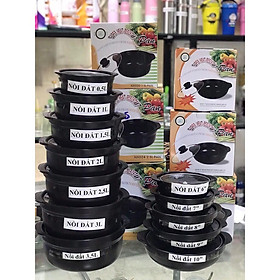 NỒI ĐẤT 0,5L
NỒI ĐẤT 1L
NỒI ĐẤT 1,5L
NỒI ĐẤT 2L
NỒI ĐẤT 2,5L
NỒI ĐẤT 3L
Nồi đất 3,5L
NỒI ĐẤT 6"
Nồi đất 7"
Nồi đất 8"
Nồi đất 9"
Nồi đất 10"